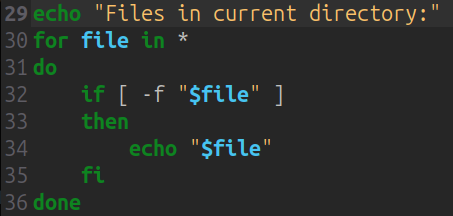 29 echo "Files in current directory:"
30 for file in *
31 do
32     if [ -f "$file" ]
33     then
34         echo "$file"
35     fi
36 done